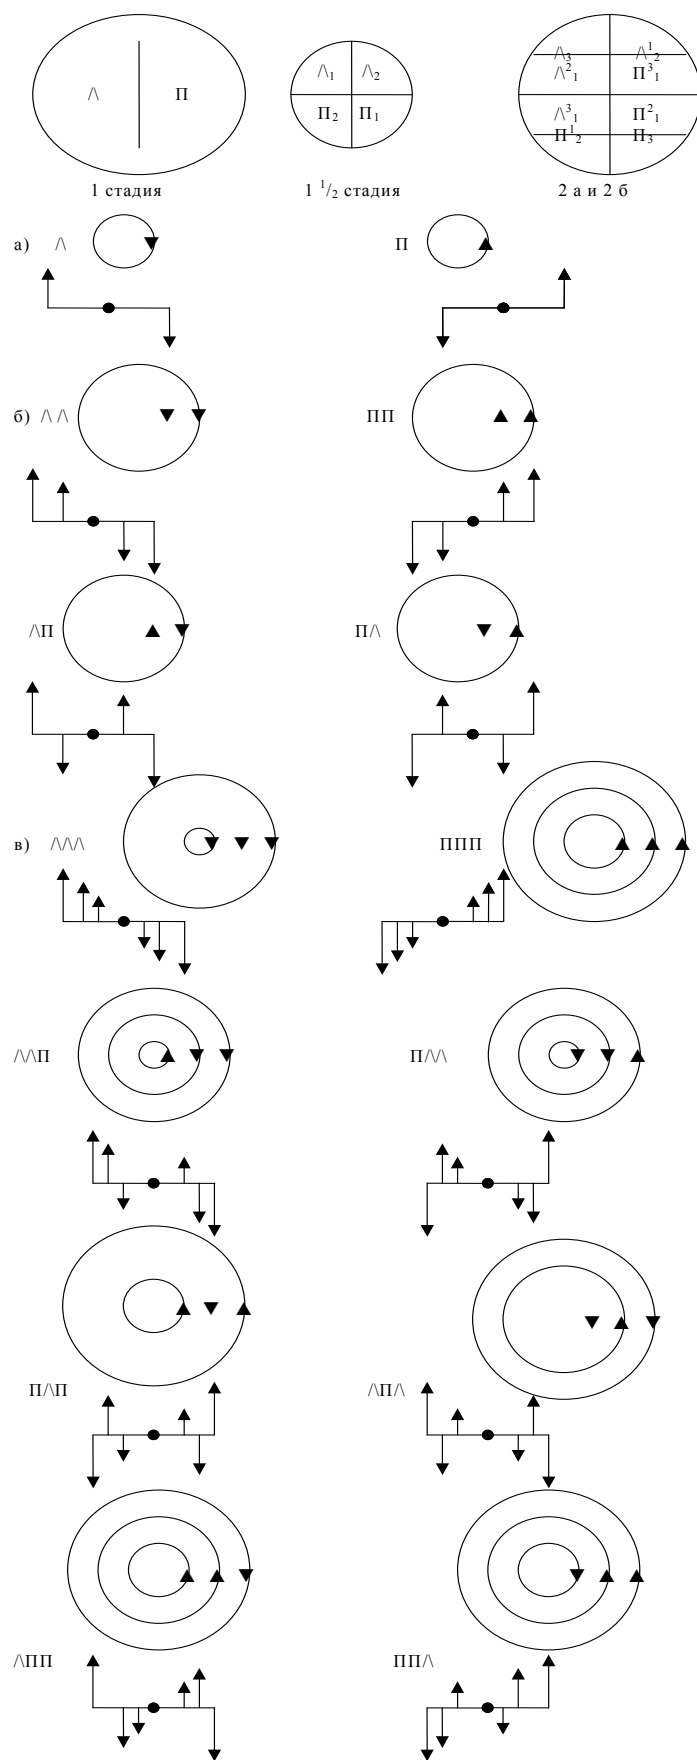 /\ П
/\₁ /\₂
П₂ П₁
/\₃ /\¹₂
/\²₁ П³₁
/\³₁ П²₁
П¹₂ П₃
1 стадия 1 ¹/₂ стадия 2 а и 2 б
а) /\ П
б) /\ /\ ПП
/\П П/\
в) /\/\/\ ППП
/\/\П П/\/\
П/\П /\П/\
/\ПП ПП/\